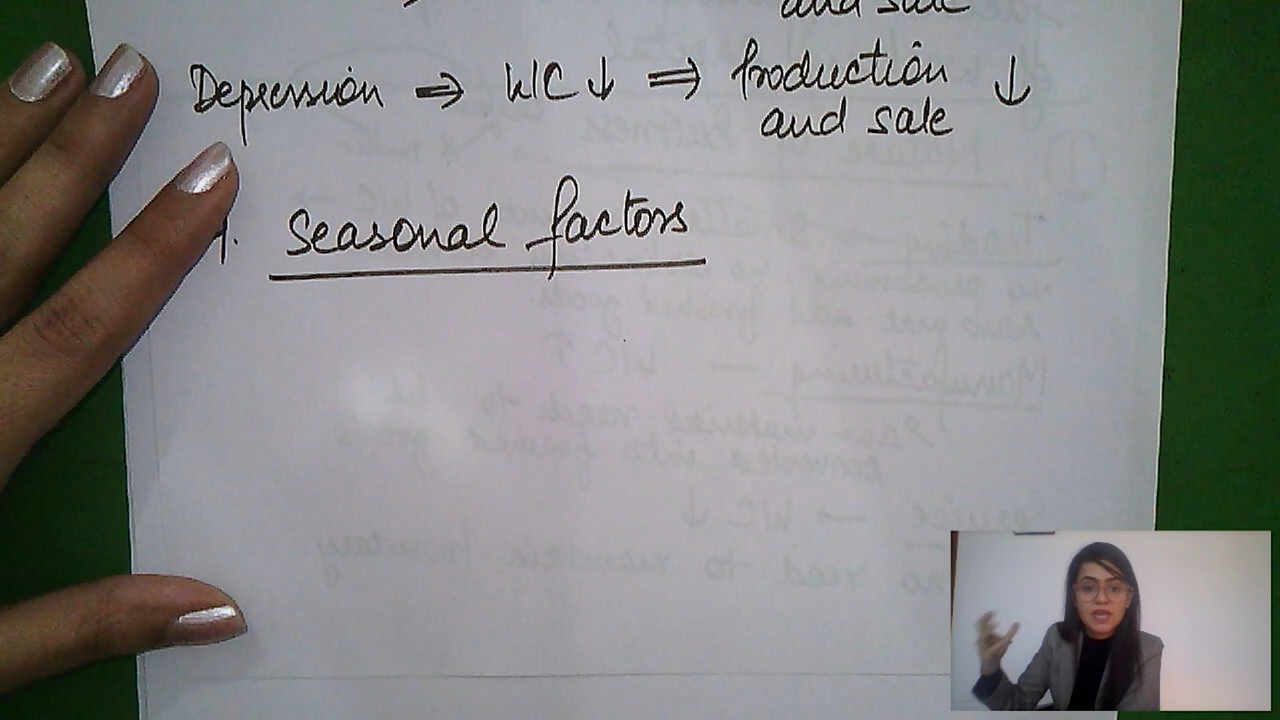 and sale
Depression ⇒ WC↓ ⇒ Production ↓
and sale
4. Seasonal factors